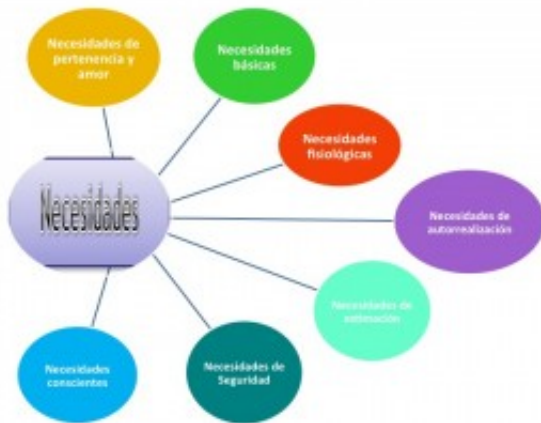 Necesidades de
pertenencia y
amor
Necesidades
básicas
Necesidades
fisiológicas
Necesidades
Necesidades de
autorrealización
Necesidades de
estimación
Necesidades
conscientes
Necesidades de
Seguridad